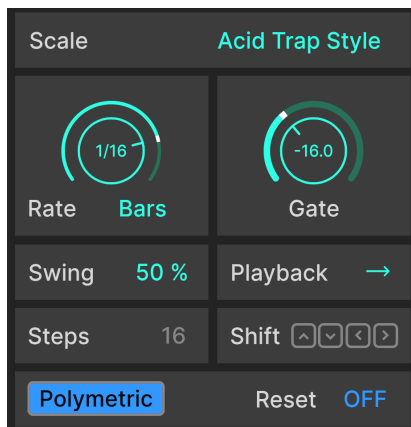 Scale Acid Trap Style
1/16 -16.0
Rate Bars Gate
Swing 50 % Playback →
Steps 16 Shift
Polymetric Reset OFF